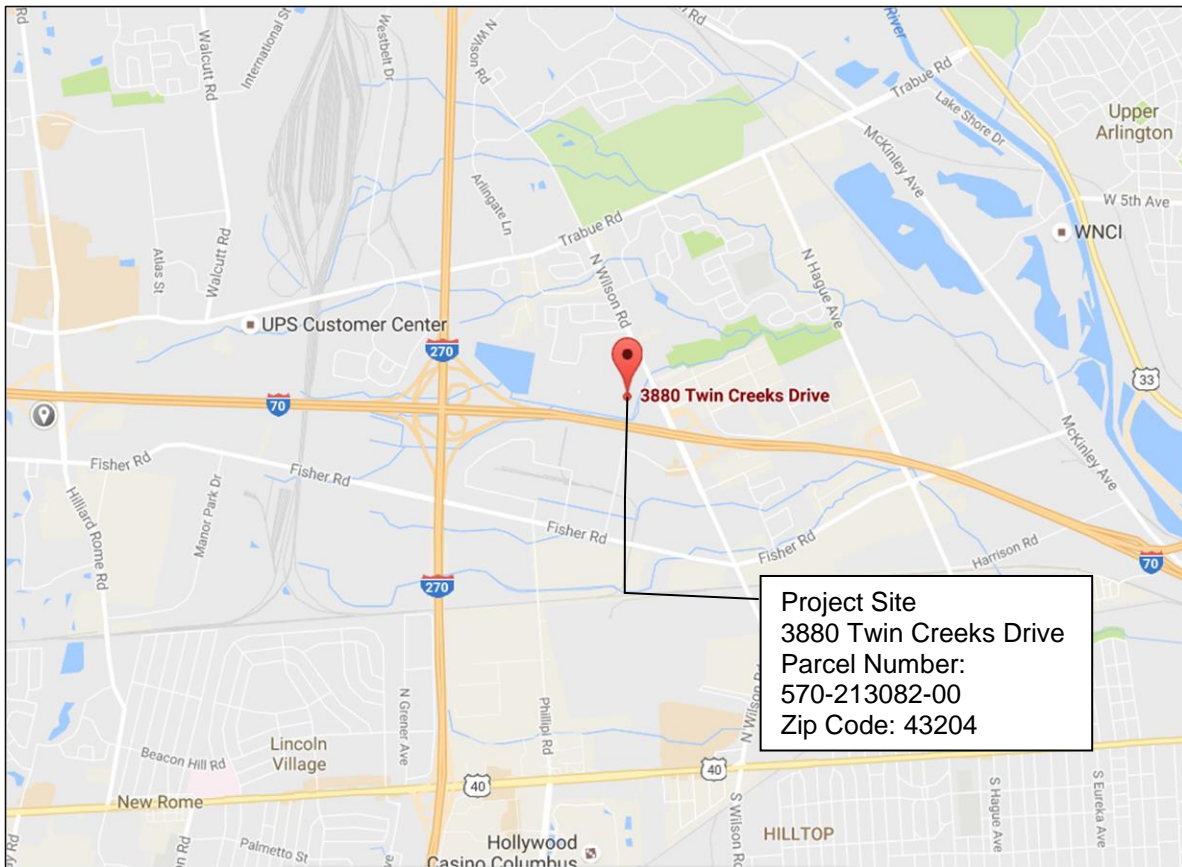 Rd
Walcutt Rd
International St
Westbelt Dr
N Wilson Rd
Rd
River
Trabue Rd
Lake Shore Dr
Upper
Arlington
McKinley Ave
W 5th Ave
WNCI
Arlingate Ln
Trabue Rd
N Wilson Rd
N Hague Ave
Atlas St
Walcutt Rd
UPS Customer Center
270
33
70
3880 Twin Creeks Drive
McKinley Ave
Fisher Rd
Fisher Rd
Manor Park Dr
Hilliard Rome Rd
Fisher Rd
Fisher Rd
Harrison Rd
70
270
Project Site
3880 Twin Creeks Drive
Parcel Number:
570-213082-00
Zip Code: 43204
N Grener Ave
Phillipi Rd
N Wilson Rd
Lincoln
Village
Beacon Hill Rd
40
40
New Rome
S Wilson Rd
HILLTOP
S Hague Ave
S Eureka Ave
Palmetto St
Hollywood
Casino Columbus